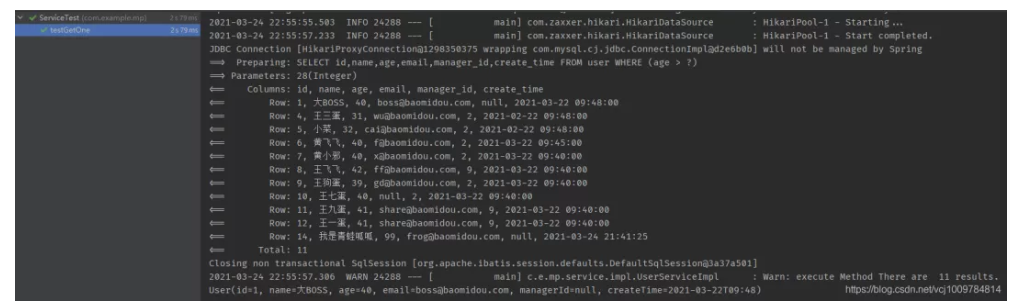 ServiceTest (com.example.mp) 2 s 79 ms
testGetOne 2 s 79 ms
2021-03-24 22:55:55.503 INFO 24288 --- [ main] com.zaxxer.hikari.HikariDataSource : HikariPool-1 - Starting...
2021-03-24 22:55:57.233 INFO 24288 --- [ main] com.zaxxer.hikari.HikariDataSource : HikariPool-1 - Start completed.
JDBC Connection [HikariProxyConnection@1298350375 wrapping com.mysql.cj.jdbc.ConnectionImpl@d2e6b0b] will not be managed by Spring
==> Preparing: SELECT id,name,age,email,manager_id,create_time FROM user WHERE (age > ?)
==> Parameters: 28(Integer)
<== Columns: id, name, age, email, manager_id, create_time
<== Row: 1, 大BOSS, 40, boss@baomidou.com, null, 2021-03-22 09:48:00
<== Row: 4, 王三蛋, 31, wu@baomidou.com, 2, 2021-02-22 09:48:00
<== Row: 5, 小菜, 32, cai@baomidou.com, 2, 2021-02-22 09:48:00
<== Row: 6, 黄飞飞, 40, f@baomidou.com, 2, 2021-03-22 09:45:00
<== Row: 7, 黄小邪, 40, x@baomidou.com, 2, 2021-03-22 09:40:00
<== Row: 8, 王飞飞, 42, ff@baomidou.com, 9, 2021-03-22 09:40:00
<== Row: 9, 王狗蛋, 39, gd@baomidou.com, 2, 2021-03-22 09:40:00
<== Row: 10, 王七蛋, 40, null, 2, 2021-03-22 09:40:00
<== Row: 11, 王九蛋, 41, share@baomidou.com, 9, 2021-03-22 09:40:00
<== Row: 12, 王一蛋, 41, share@baomidou.com, 9, 2021-03-22 09:40:00
<== Row: 14, 我是青蛙呱呱, 99, frog@baomidou.com, null, 2021-03-24 21:41:25
<== Total: 11
Closing non transactional SqlSession [org.apache.ibatis.session.defaults.DefaultSqlSession@3a37a501]
2021-03-24 22:55:57.306 WARN 24288 --- [ main] c.e.mp.service.impl.UserServiceImpl : Warn: execute Method There are 11 results.
User(id=1, name=大BOSS, age=40, email=boss@baomidou.com, managerId=null, createTime=2021-03-22T09:48)
https://blog.csdn.net/vcj1009784814